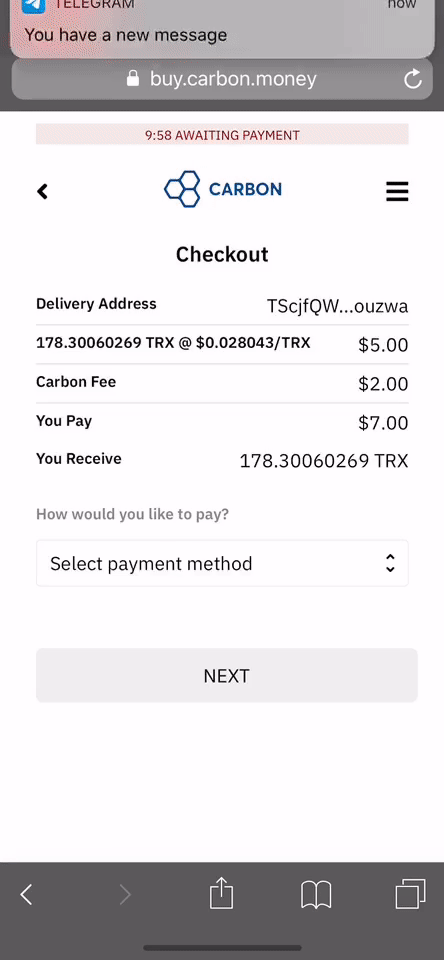 TELEGRAM now
You have a new message
buy.carbon.money
9:58 AWAITING PAYMENT
CARBON
Checkout
Delivery Address TScjfQW...ouzwa
178.30060269 TRX @ $0.028043/TRX $5.00
Carbon Fee $2.00
You Pay $7.00
You Receive 178.30060269 TRX
How would you like to pay?
Select payment method
NEXT